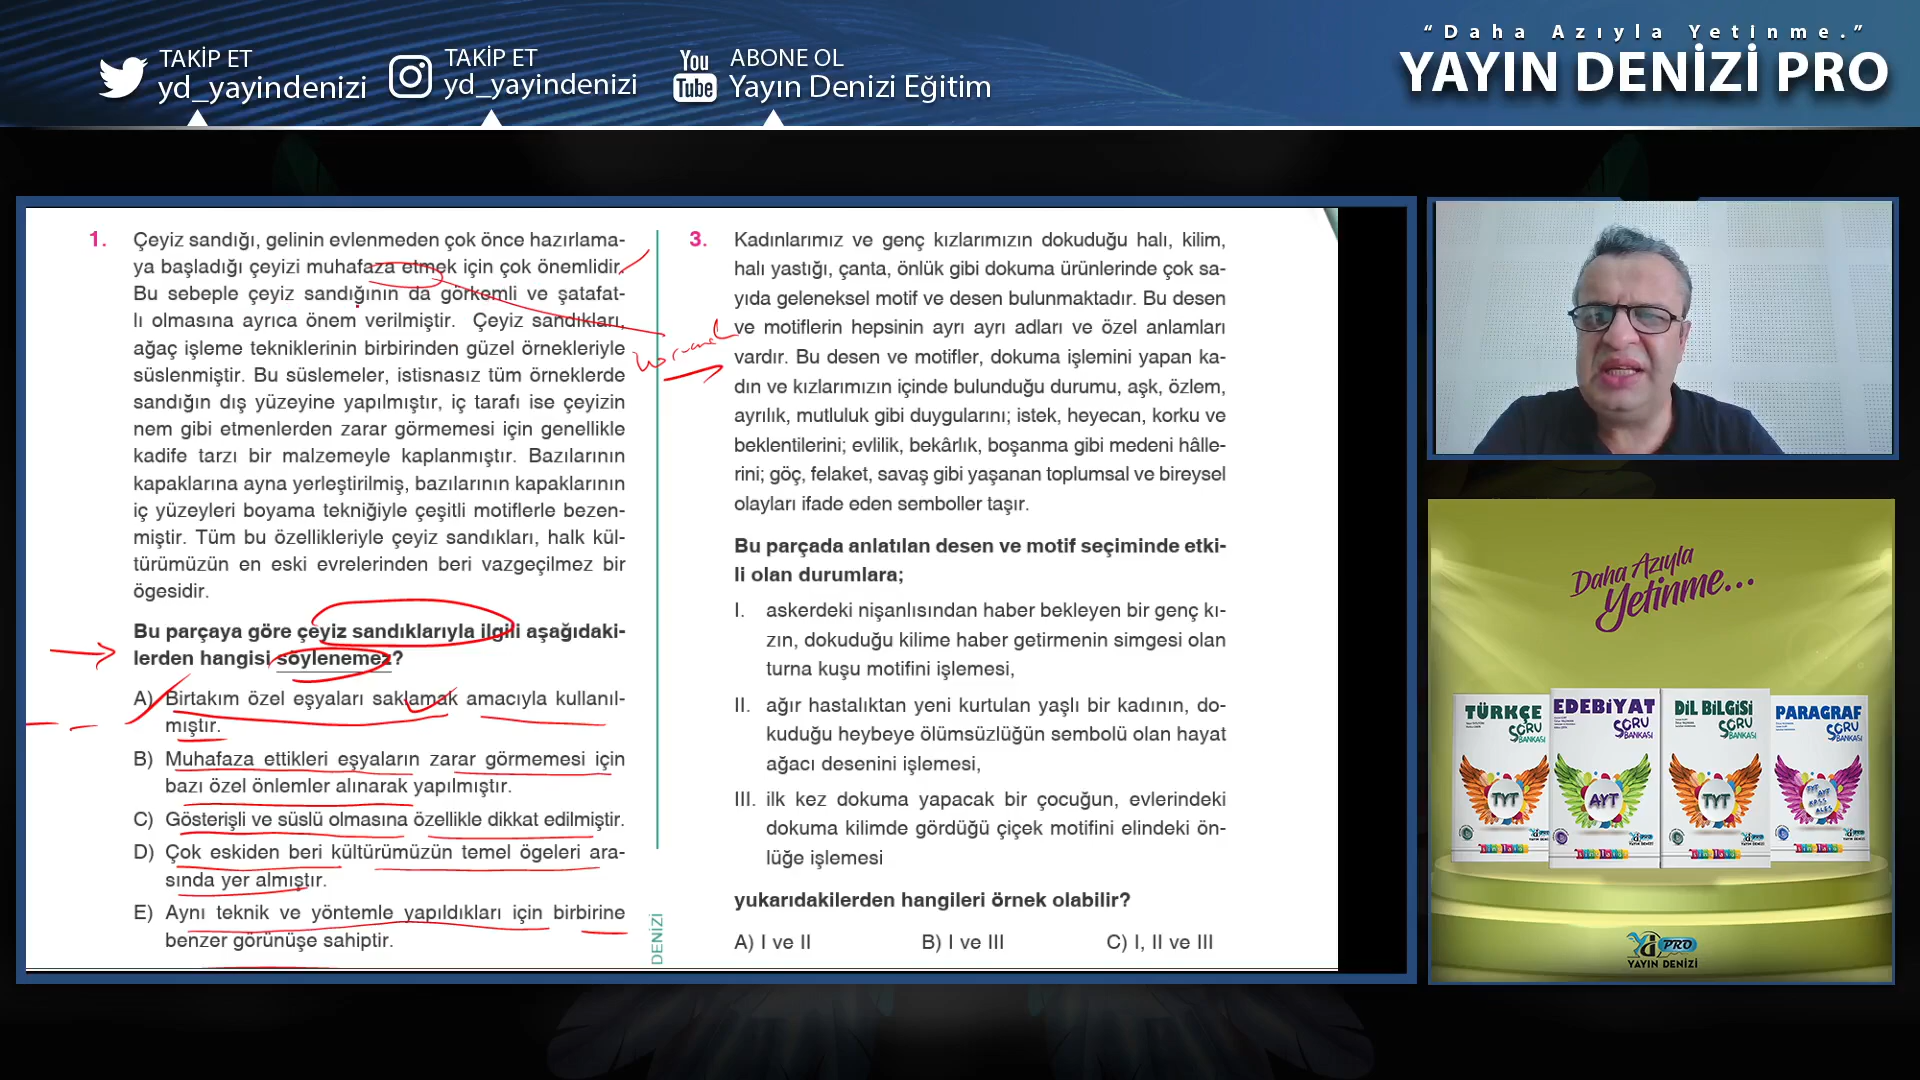 TAKİP ET
yd_yayindenizi
TAKİP ET
yd_yayindenizi
You
Tube
ABONE OL
Yayın Denizi Eğitim
“Daha Azıyla Yetinme.”
YAYIN DENİZİ PRO
1. Çeyiz sandığı, gelinin evlenmeden çok önce hazırlama-
ya başladığı çeyizi muhafaza etmek için çok önemlidir.
Bu sebeple çeyiz sandığının da görkemli ve şatafat-
lı olmasına ayrıca önem verilmiştir. Çeyiz sandıkları,
ağaç işleme tekniklerinin birbirinden güzel örnekleriyle
süslenmiştir. Bu süslemeler, istisnasız tüm örneklerde
sandığın dış yüzeyine yapılmıştır, iç tarafı ise çeyizin
nem gibi etmenlerden zarar görmemesi için genellikle
kadife tarzı bir malzemeyle kaplanmıştır. Bazılarının
kapaklarına ayna yerleştirilmiş, bazılarının kapaklarının
iç yüzeyleri boyama tekniğiyle çeşitli motiflerle bezen-
miştir. Tüm bu özellikleriyle çeyiz sandıkları, halk kül-
türümüzün en eski evrelerinden beri vazgeçilmez bir
ögesidir.
Bu parçaya göre çeyiz sandıklarıyla ilgili aşağıdaki-
lerden hangisi söylenemez?
A) Birtakım özel eşyaları saklamak amacıyla kullanıl-
mıştır.
B) Muhafaza ettikleri eşyaların zarar görmemesi için
bazı özel önlemler alınarak yapılmıştır.
C) Gösterişli ve süslü olmasına özellikle dikkat edilmiştir.
D) Çok eskiden beri kültürümüzün temel ögeleri ara-
sında yer almıştır.
E) Aynı teknik ve yöntemle yapıldıkları için birbirine
benzer görünüşe sahiptir.
DENİZİ
3. Kadınlarımız ve genç kızlarımızın dokuduğu halı, kilim,
halı yastığı, çanta, önlük gibi dokuma ürünlerinde çok sa-
yıda geleneksel motif ve desen bulunmaktadır. Bu desen
ve motiflerin hepsinin ayrı ayrı adları ve özel anlamları
vardır. Bu desen ve motifler, dokuma işlemini yapan ka-
dın ve kızlarımızın içinde bulunduğu durumu, aşk, özlem,
ayrılık, mutluluk gibi duygularını; istek, heyecan, korku ve
beklentilerini; evlilik, bekârlık, boşanma gibi medeni hâlle-
rini; göç, felaket, savaş gibi yaşanan toplumsal ve bireysel
olayları ifade eden semboller taşır.
Bu parçada anlatılan desen ve motif seçiminde etki-
li olan durumlara;
I. askerdeki nişanlısından haber bekleyen bir genç kı-
zın, dokuduğu kilime haber getirmenin simgesi olan
turna kuşu motifini işlemesi,
II. ağır hastalıktan yeni kurtulan yaşlı bir kadının, do-
kuduğu heybeye ölümsüzlüğün sembolü olan hayat
ağacı desenini işlemesi,
III. ilk kez dokuma yapacak bir çocuğun, evlerindeki
dokuma kilimde gördüğü çiçek motifini elindeki ön-
lüğe işlemesi
yukarıdakilerden hangileri örnek olabilir?
A) I ve II B) I ve III C) I, II ve III
Daha Azıyla
Yetinme...
TÜRKÇE
SORU
BANKASI
TYT
EDEBİYAT
SORU
BANKASI
AYT
DİL BİLGİSİ
SORU
BANKASI
TYT
PARAGRAF
SORU
BANKASI
PRO
YAYIN DENİZİ